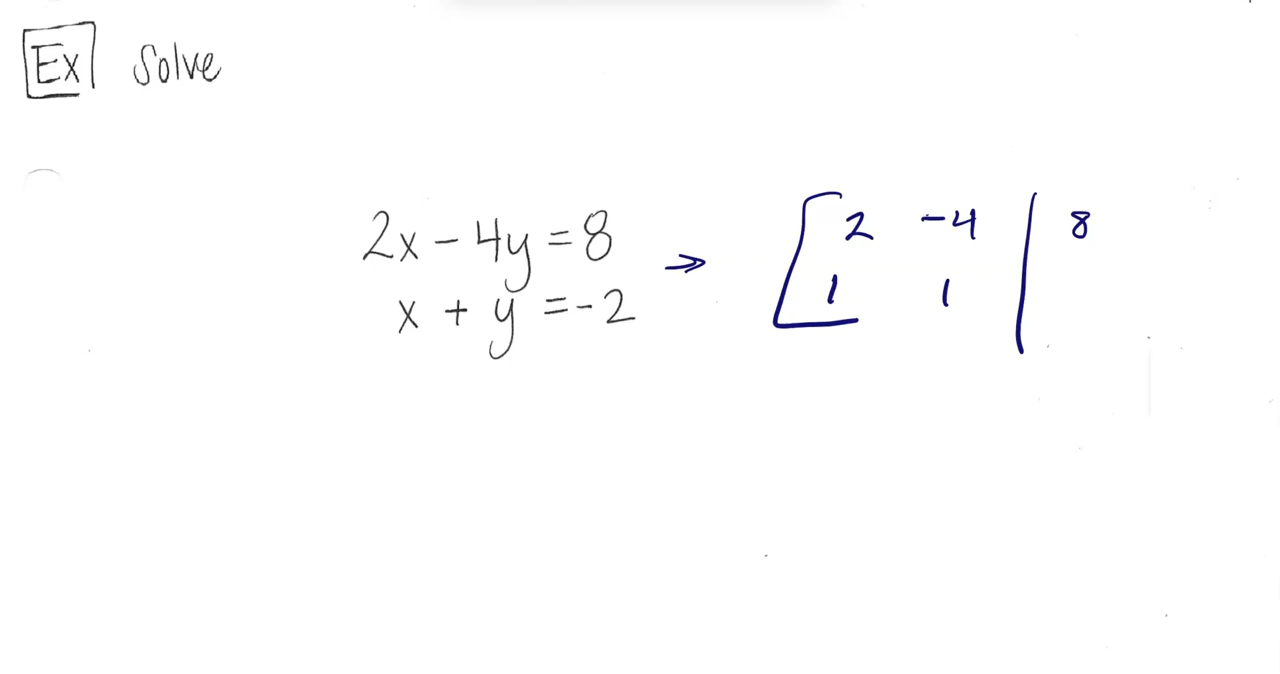 Ex Solve
2x - 4y = 8 ⇒ [ 2 -4 | 8
x + y = -2 1 1